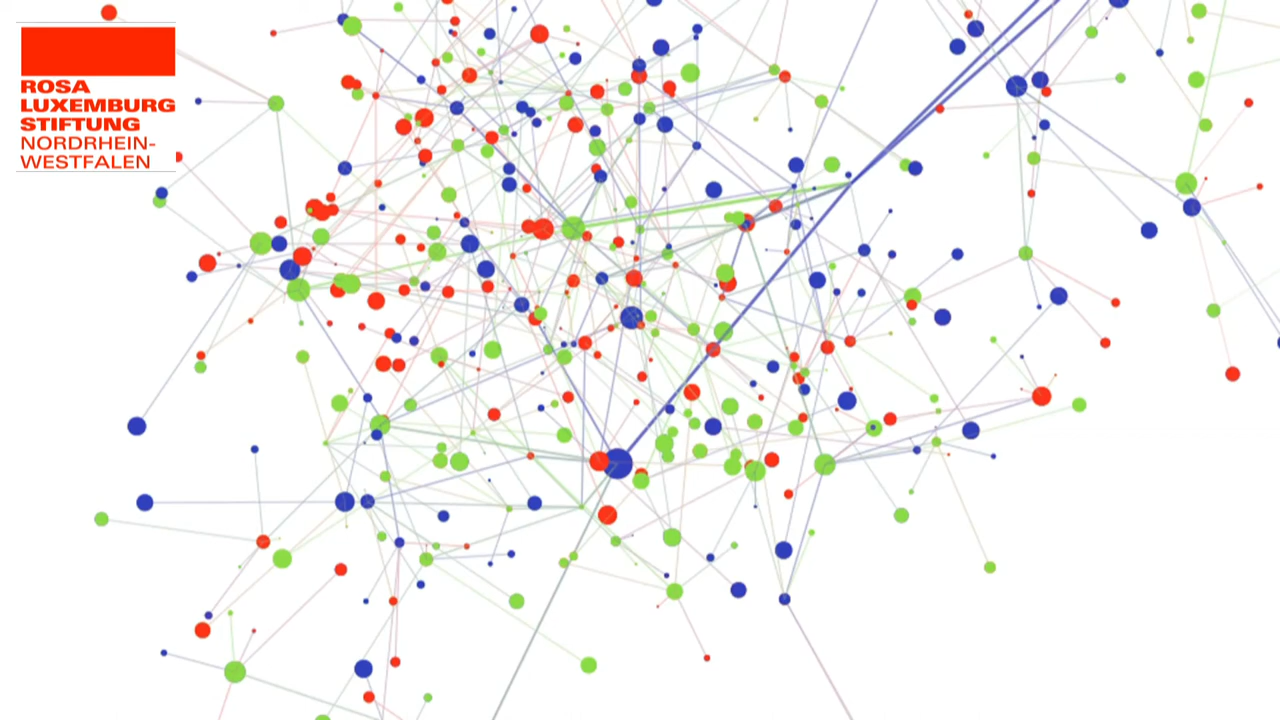 ROSA
LUXEMBURG
STIFTUNG
NORDRHEIN-
WESTFALEN